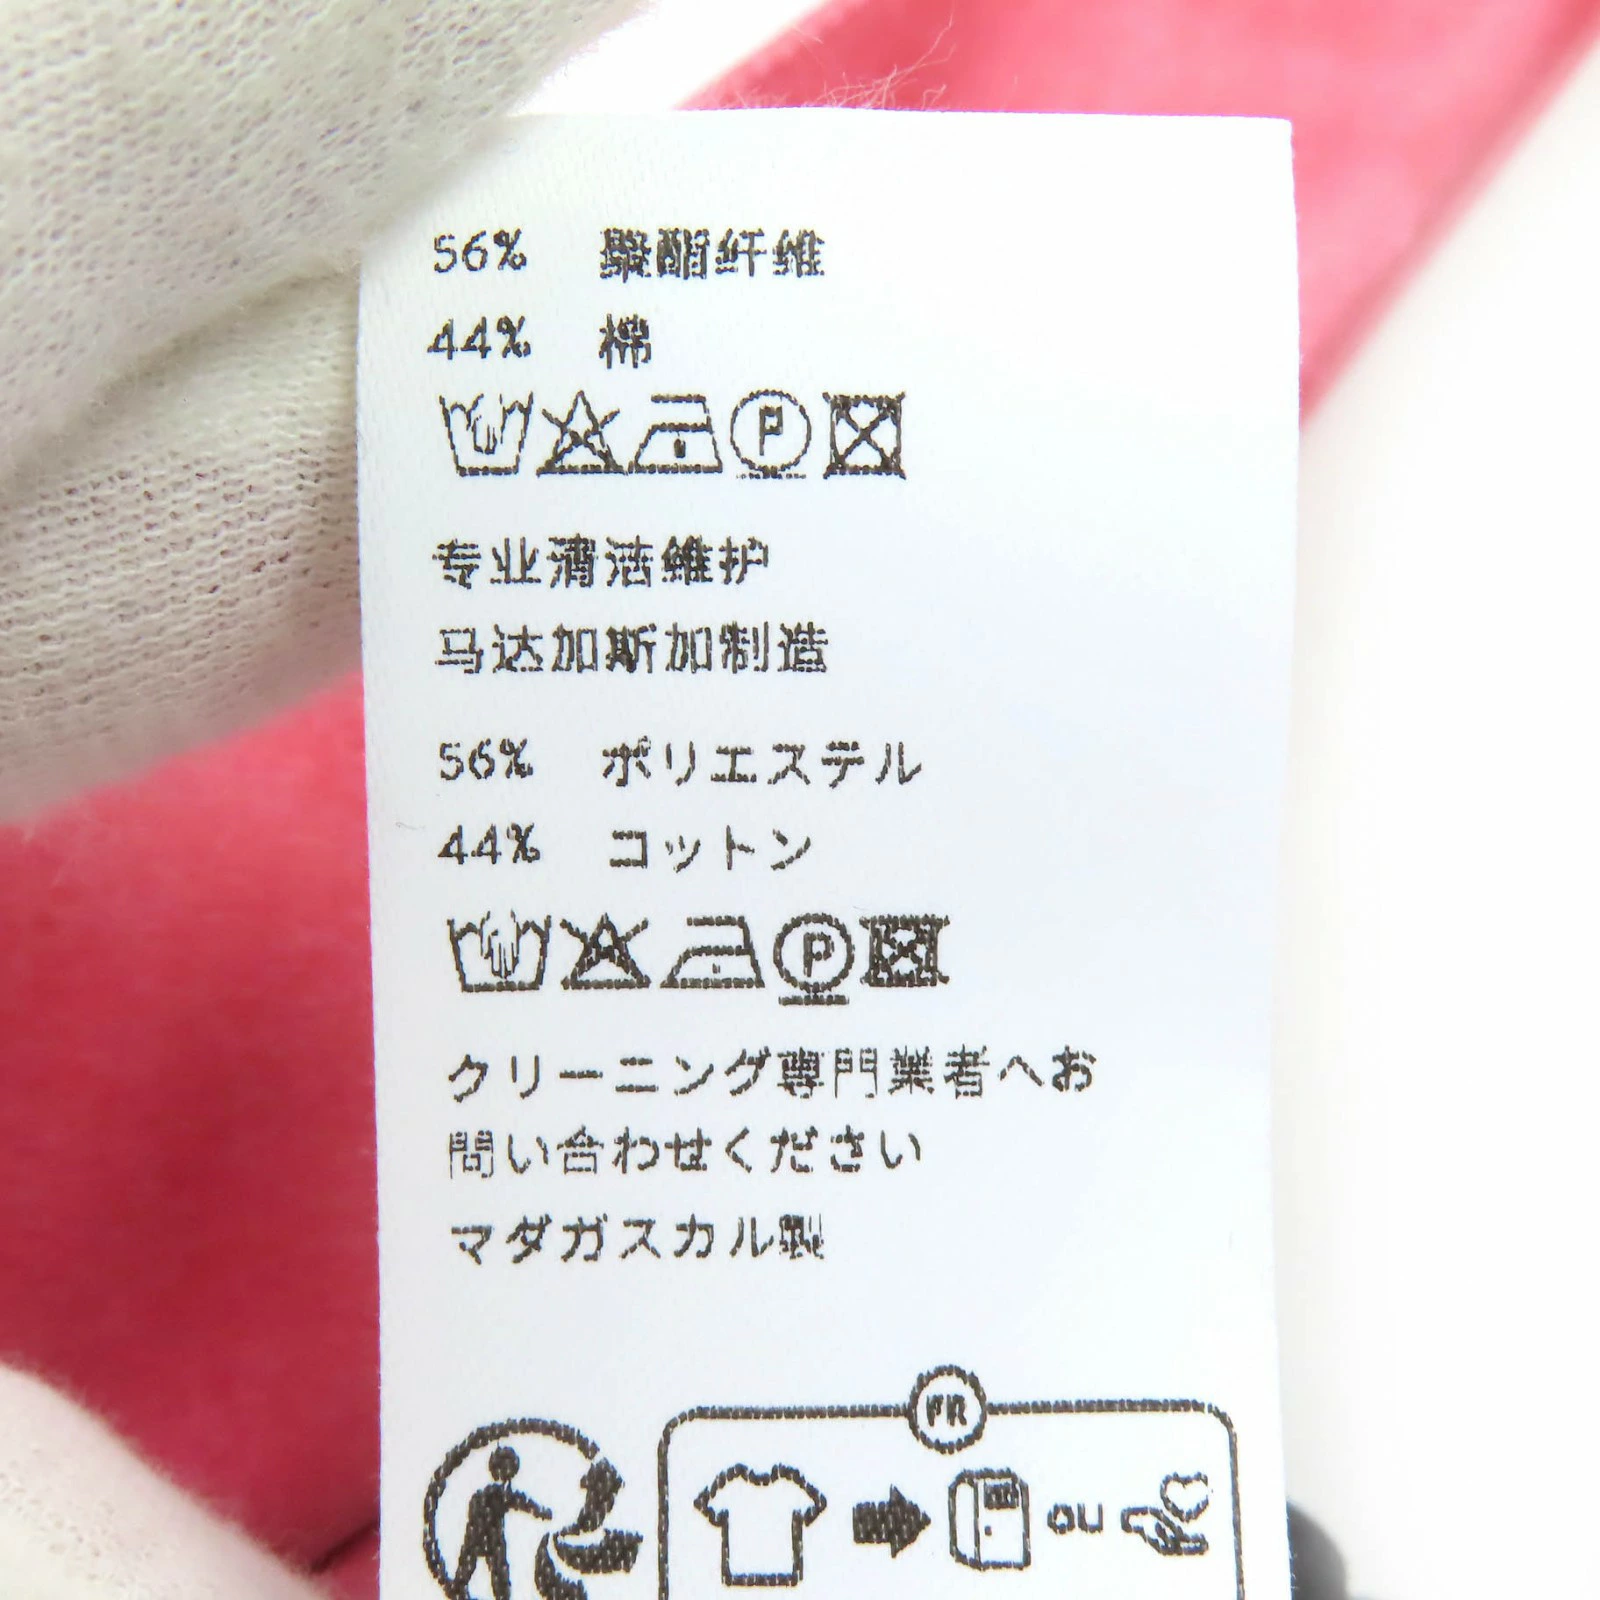 56% 聚酯纤维
44% 棉
P
专业清洁维护
马达加斯加制造
56% ポリエステル
44% コットン
P
クリーニング専門業者へお
問い合わせください
マダガスカル製
FR
ou